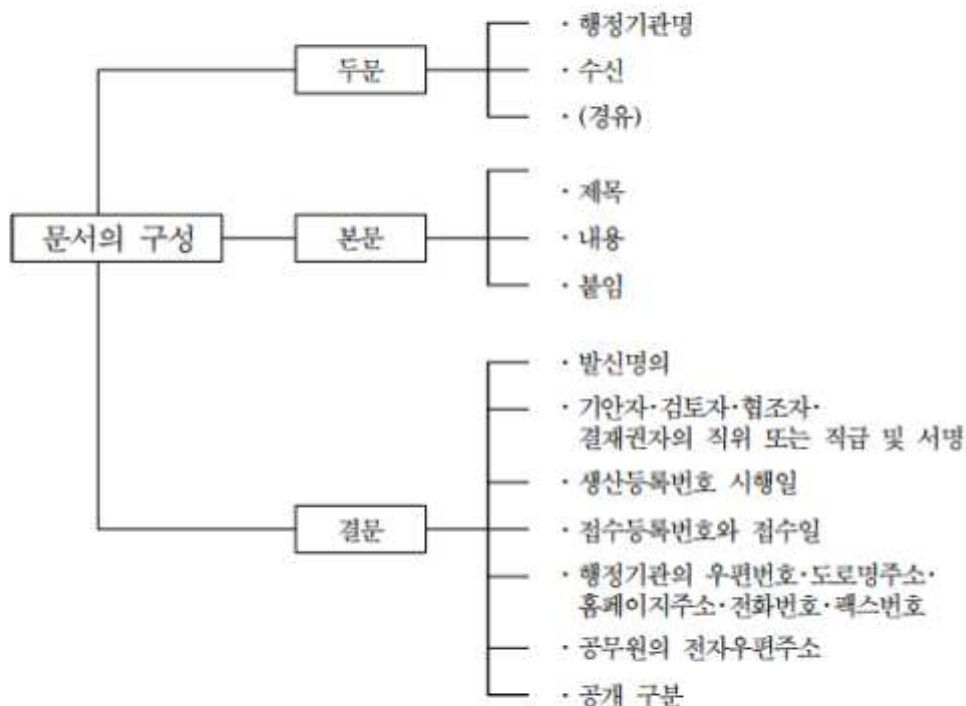 두문
· 행정기관명
· 수신
· (경유)
문서의 구성
본문
· 제목
· 내용
· 붙임
결문
· 발신명의
· 기안자·검토자·협조자·
결재권자의 직위 또는 직급 및 서명
· 생산등록번호 시행일
· 접수등록번호와 접수일
· 행정기관의 우편번호·도로명주소·
홈페이지주소·전화번호·팩스번호
· 공무원의 전자우편주소
· 공개 구분